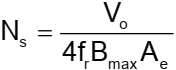 Nₛ = Vₒ / 4fᵣBₘₐₓAₑ